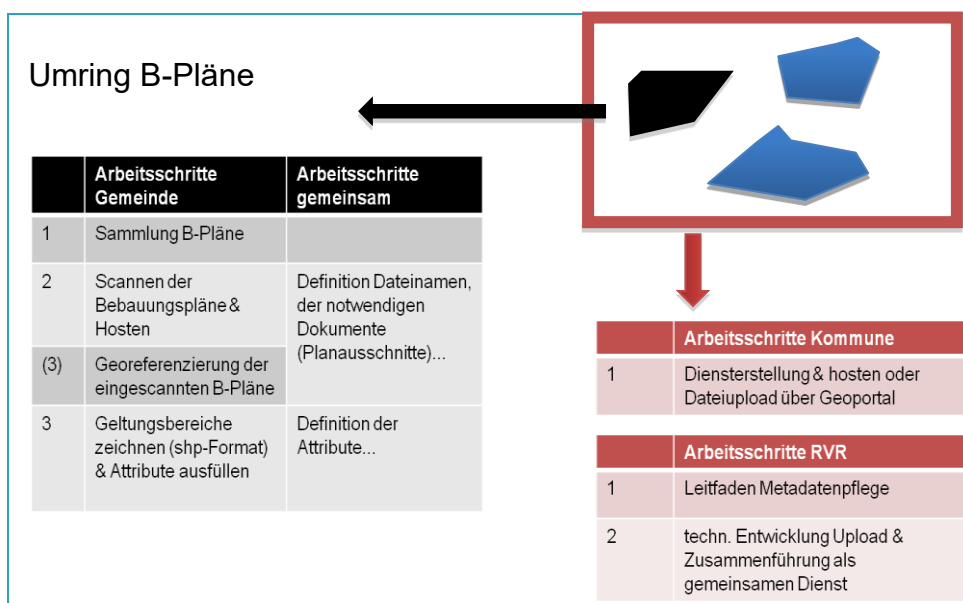 Umring B-Pläne
Arbeitsschritte
Gemeinde
Arbeitsschritte
gemeinsam
1
Sammlung B-Pläne
2
Scannen der
Bebauungspläne &
Hosten
Definition Dateinamen,
der notwendigen
Dokumente
(Planausschnitte)...
(3)
Georeferenzierung der
eingescannten B-Pläne
3
Geltungsbereiche
zeichnen (shp-Format)
& Attribute ausfüllen
Definition der
Attribute...
Arbeitsschritte Kommune
1
Diensterstellung & hosten oder
Dateiupload über Geoportal
Arbeitsschritte RVR
1
Leitfaden Metadatenpflege
2
techn. Entwicklung Upload &
Zusammenführung als
gemeinsamen Dienst